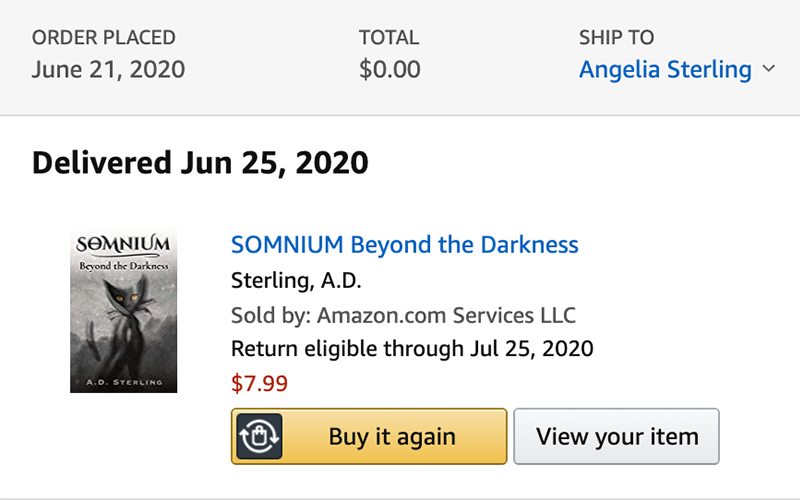 ORDER PLACED TOTAL SHIP TO
June 21, 2020 $0.00 Angelia Sterling
Delivered Jun 25, 2020
SOMNIUM
Beyond the Darkness
A.D. STERLING
SOMNIUM Beyond the Darkness
Sterling, A.D.
Sold by: Amazon.com Services LLC
Return eligible through Jul 25, 2020
$7.99
Buy it again View your item